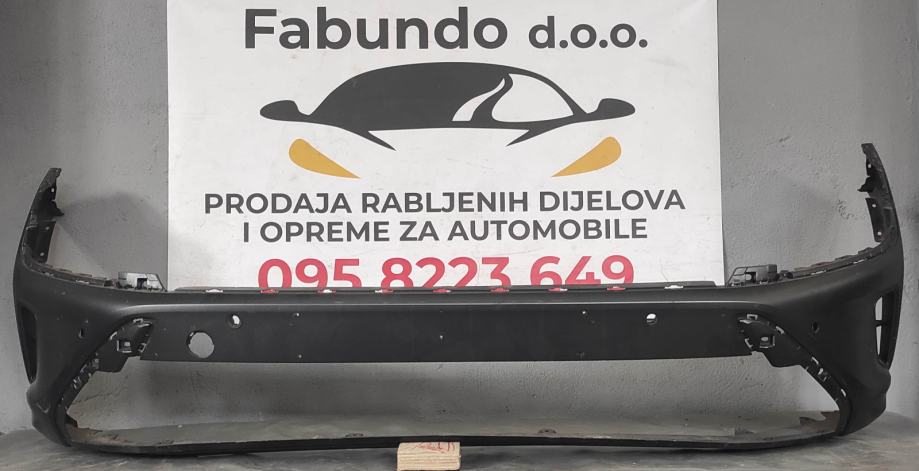 Fabundo d.o.o.
PRODAJA RABLJENIH DIJELOVA
I OPREME ZA AUTOMOBILE
095 8223 649